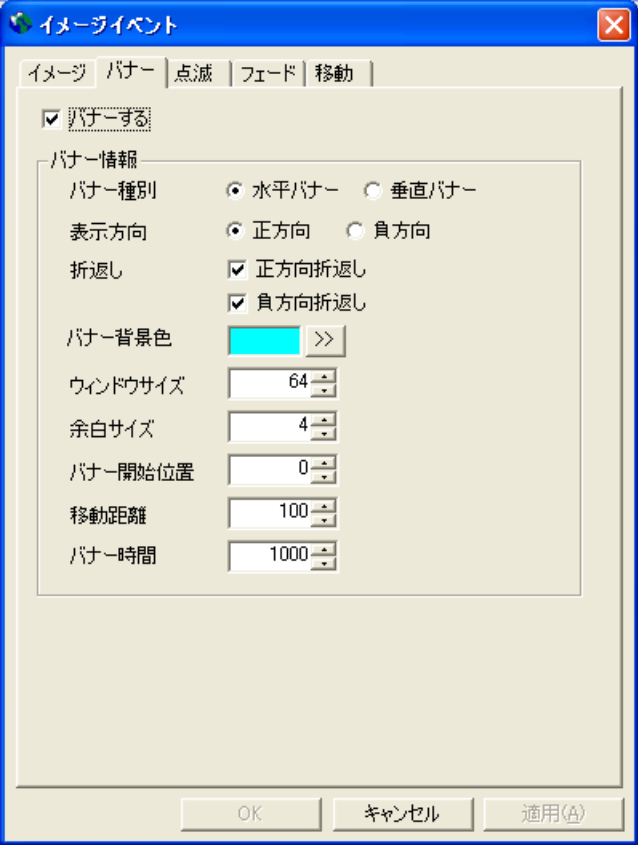 イメージイベント
イメージ バナー 点滅 フェード 移動
バナーする
バナー情報
バナー種別 水平バナー 垂直バナー
表示方向 正方向 負方向
折返し 正方向折返し
負方向折返し
バナー背景色 >>
ウィンドウサイズ 64
余白サイズ 4
バナー開始位置 0
移動距離 100
バナー時間 1000
OK キャンセル 適用(A)